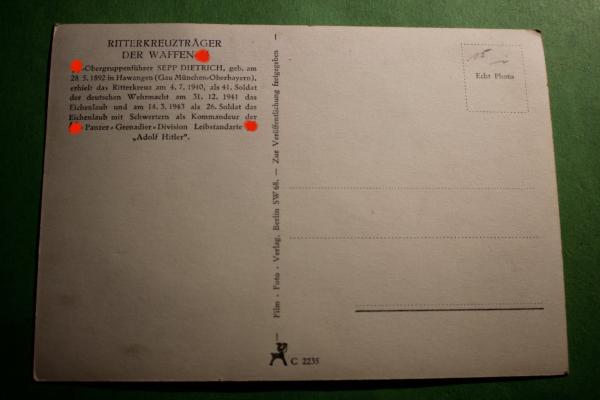 RITTERKREUZTRÄGER
DER WAFFEN
-Obergruppenführer SEPP DIETRICH, geb. am
28. 5. 1892 in Hawangen (Gau München-Oberbayern),
erhielt das Ritterkreuz am 4. 7. 1940, als 41. Soldat
der deutschen Wehrmacht am 31. 12. 1941 das
Eichenlaub und am 14. 3. 1943 als 26. Soldat das
Eichenlaub mit Schwertern als Kommandeur der
-Panzer-Grenadier-Division Leibstandarte
„Adolf Hitler".
Film - Foto - Verlag, Berlin SW 68. — Zur Veröffentlichung freigegeben
C 2235
Echt Photo